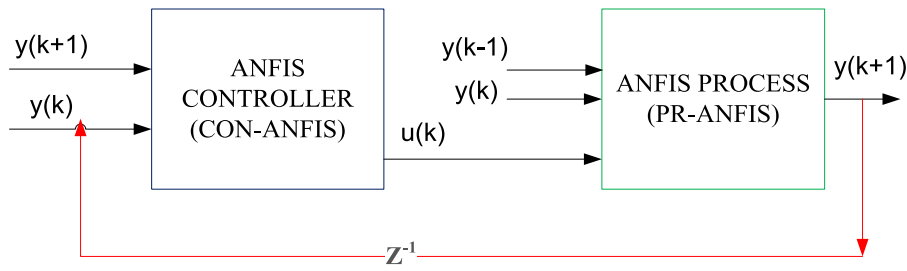 y(k+1)
y(k)
ANFIS
CONTROLLER
(CON-ANFIS)
u(k)
y(k-1)
y(k)
ANFIS PROCESS
(PR-ANFIS)
y(k+1)
Z⁻¹